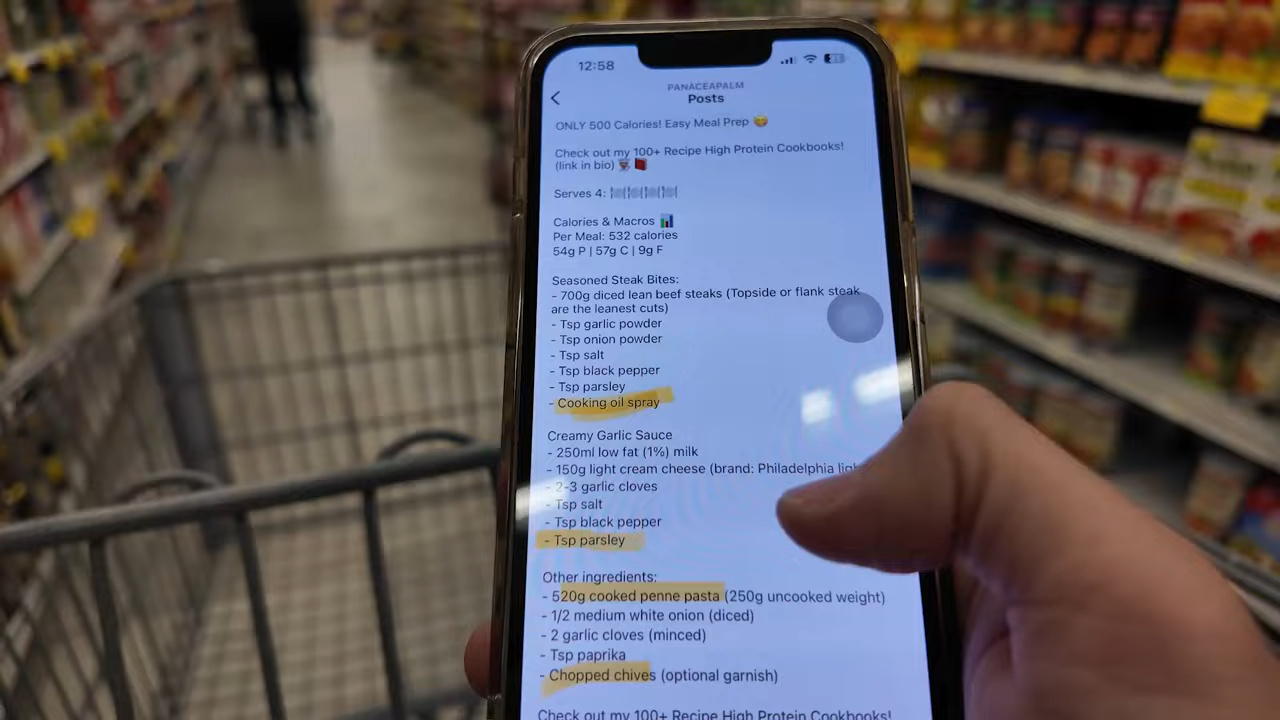 12:58
PANACEAPALM
Posts
ONLY 500 Calories! Easy Meal Prep 😋
Check out my 100+ Recipe High Protein Cookbooks!
(link in bio) 👨🏻‍🍳📕
Serves 4: 🍽🍽🍽🍽
Calories & Macros 📊
Per Meal: 532 calories
54g P | 57g C | 9g F
Seasoned Steak Bites:
- 700g diced lean beef steaks (Topside or flank steak
are the leanest cuts)
- Tsp garlic powder
- Tsp onion powder
- Tsp salt
- Tsp black pepper
- Tsp parsley
- Cooking oil spray
Creamy Garlic Sauce
- 250ml low fat (1%) milk
- 150g light cream cheese (brand: Philadelphia
- 2-3 garlic cloves
- Tsp salt
- Tsp black pepper
- Tsp parsley
Other ingredients:
- 520g cooked penne pasta (250g uncooked weight)
- 1/2 medium white onion (diced)
- 2 garlic cloves (minced)
- Tsp paprika
- Chopped chives (optional garnish)
Check out my 100+ Recipe High Protein Cookbooks!